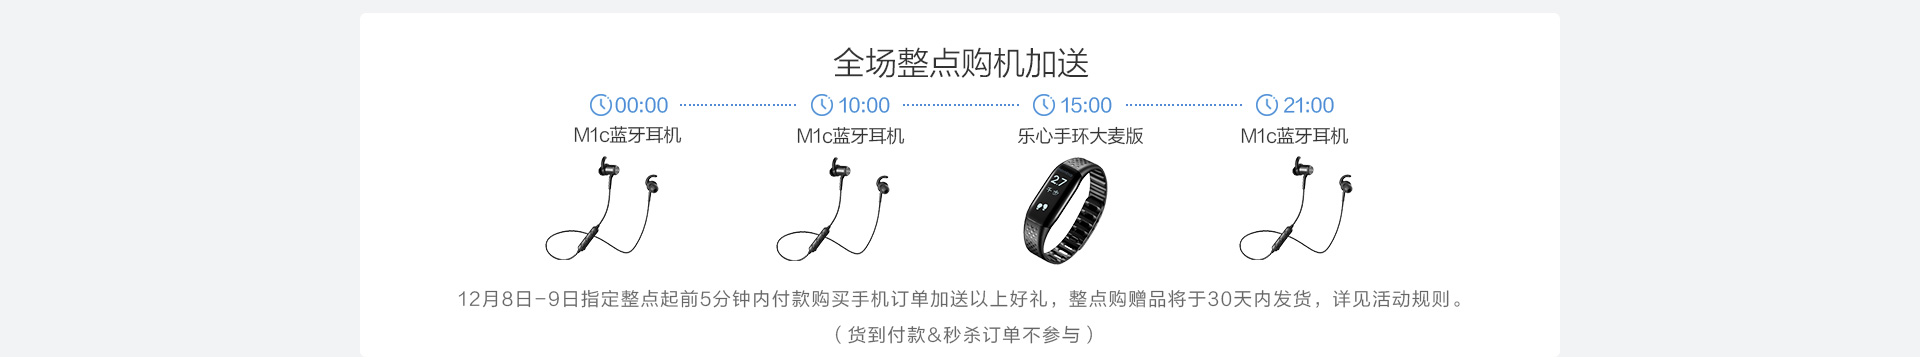 全场整点购机加送
00:00 10:00 15:00 21:00
M1c蓝牙耳机 M1c蓝牙耳机 乐心手环大麦版 M1c蓝牙耳机
27
12月8日-9日指定整点起前5分钟内付款购买手机订单加送以上好礼，整点购赠品将于30天内发货，详见活动规则。
（货到付款&秒杀订单不参与）